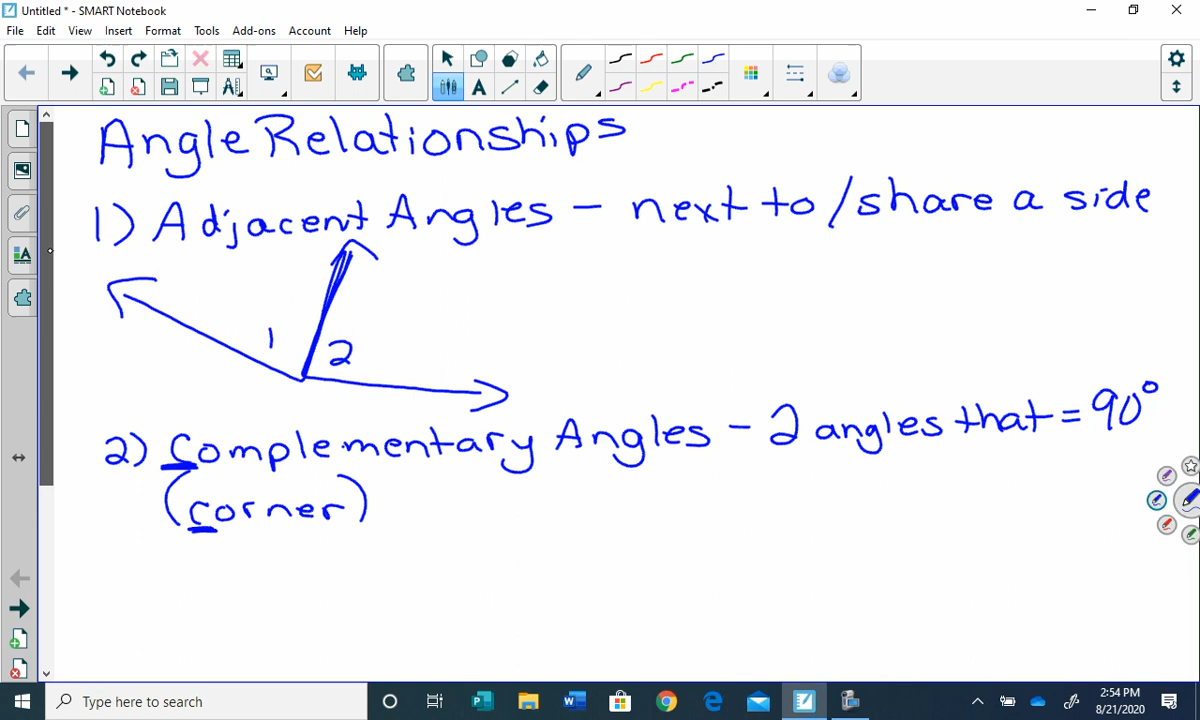 Untitled * - SMART Notebook
File Edit View Insert Format Tools Add-ons Account Help
Angle Relationships
1) Adjacent Angles - next to/share a side
1 2
2) Complementary Angles - 2 angles that = 90°
(corner)
Type here to search
2:54 PM
8/21/2020